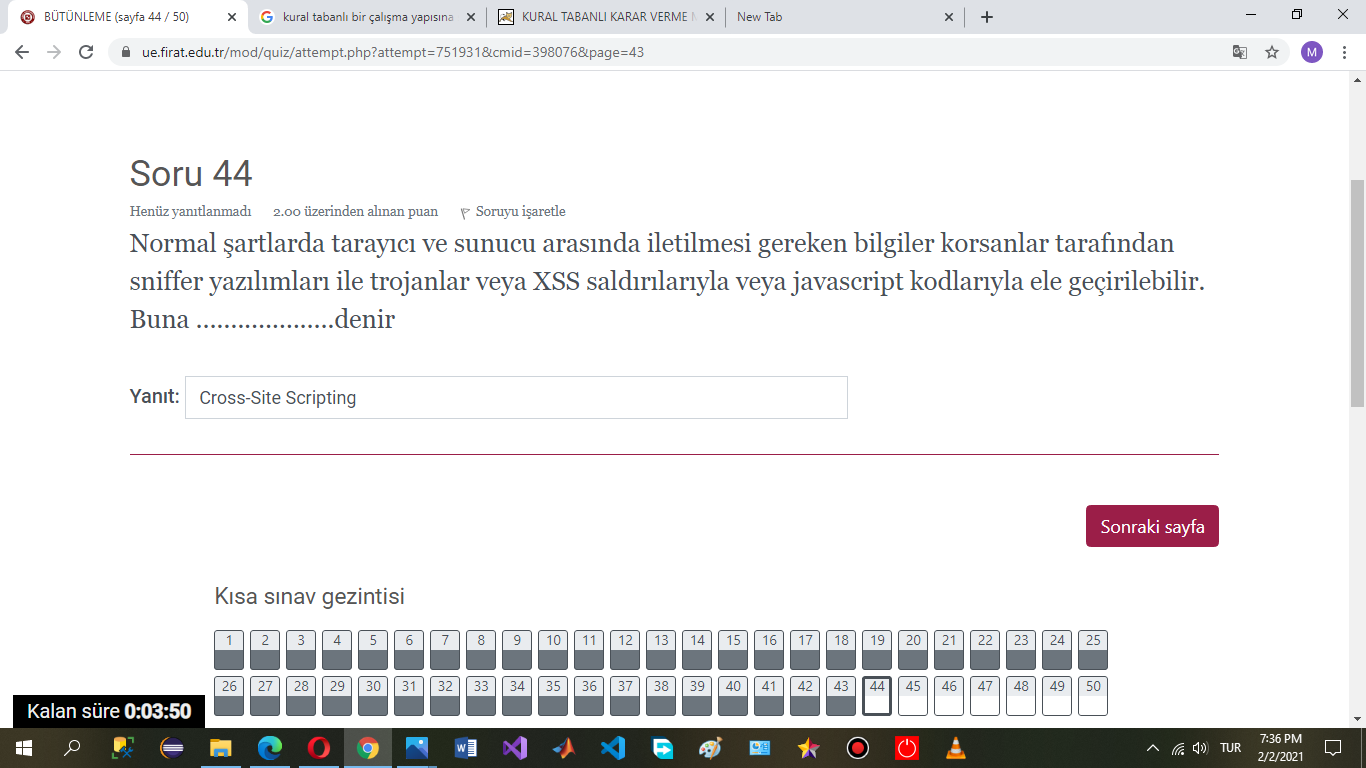 BÜTÜNLEME (sayfa 44 / 50)
kural tabanlı bir çalışma yapısına
KURAL TABANLI KARAR VERME
New Tab
ue.firat.edu.tr/mod/quiz/attempt.php?attempt=751931&cmid=398076&page=43
M
Soru 44
Henüz yanıtlanmadı 2.00 üzerinden alınan puan Soruyu işaretle
Normal şartlarda tarayıcı ve sunucu arasında iletilmesi gereken bilgiler korsanlar tarafından
sniffer yazılımları ile trojanlar veya XSS saldırılarıyla veya javascript kodlarıyla ele geçirilebilir.
Buna ....................denir
Yanıt: Cross-Site Scripting
Sonraki sayfa
Kısa sınav gezintisi
1 2 3 4 5 6 7 8 9 10 11 12 13 14 15 16 17 18 19 20 21 22 23 24 25
26 27 28 29 30 31 32 33 34 35 36 37 38 39 40 41 42 43 44 45 46 47 48 49 50
Kalan süre 0:03:50
TUR
7:36 PM
2/2/2021